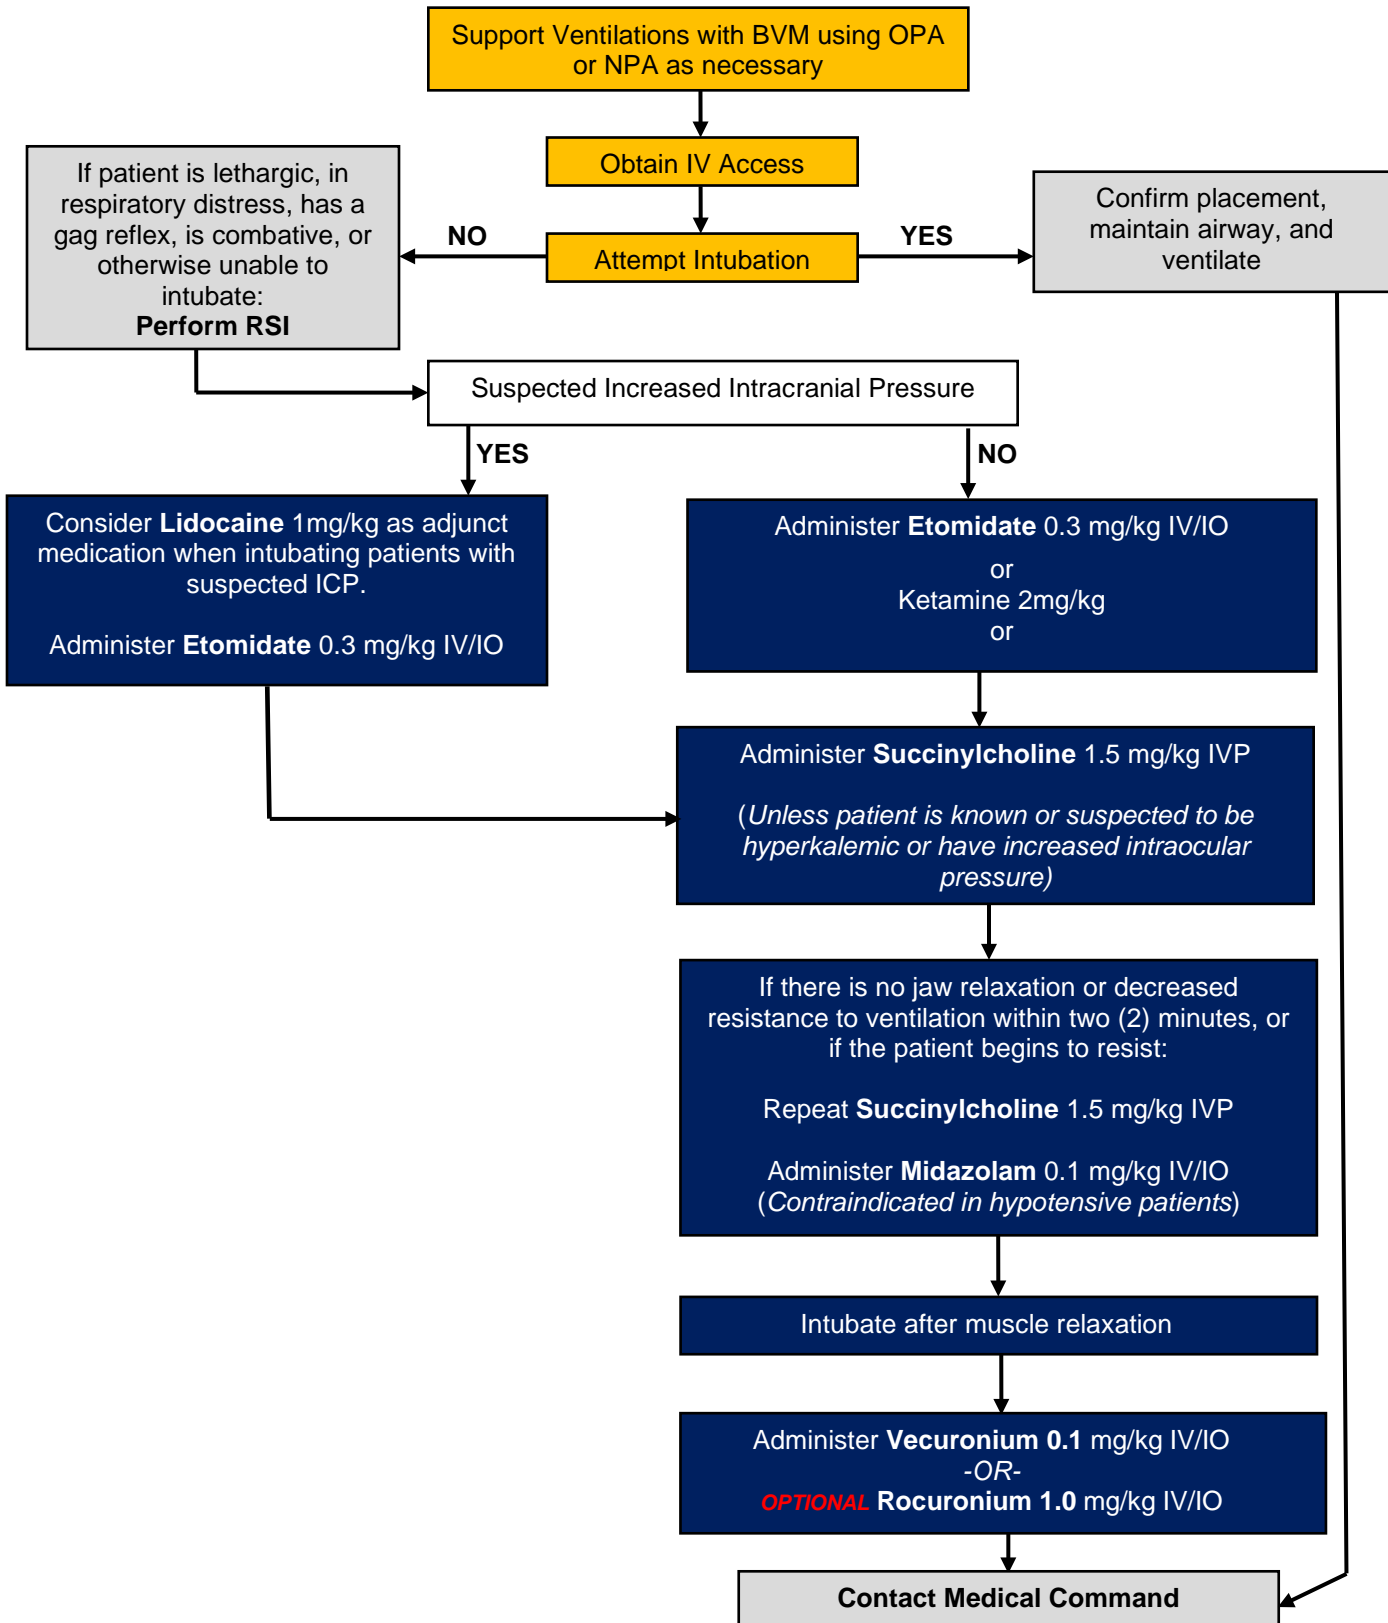 Support Ventilations with BVM using OPA
or NPA as necessary
Obtain IV Access
Attempt Intubation
NO
YES
If patient is lethargic, in
respiratory distress, has a
gag reflex, is combative, or
otherwise unable to
intubate:
Perform RSI
Confirm placement,
maintain airway, and
ventilate
Suspected Increased Intracranial Pressure
YES
NO
Consider Lidocaine 1mg/kg as adjunct
medication when intubating patients with
suspected ICP.
Administer Etomidate 0.3 mg/kg IV/IO
Administer Etomidate 0.3 mg/kg IV/IO
or
Ketamine 2mg/kg
or
Administer Succinylcholine 1.5 mg/kg IVP
(Unless patient is known or suspected to be
hyperkalemic or have increased intraocular
pressure)
If there is no jaw relaxation or decreased
resistance to ventilation within two (2) minutes, or
if the patient begins to resist:
Repeat Succinylcholine 1.5 mg/kg IVP
Administer Midazolam 0.1 mg/kg IV/IO
(Contraindicated in hypotensive patients)
Intubate after muscle relaxation
Administer Vecuronium 0.1 mg/kg IV/IO
-OR-
OPTIONAL Rocuronium 1.0 mg/kg IV/IO
Contact Medical Command